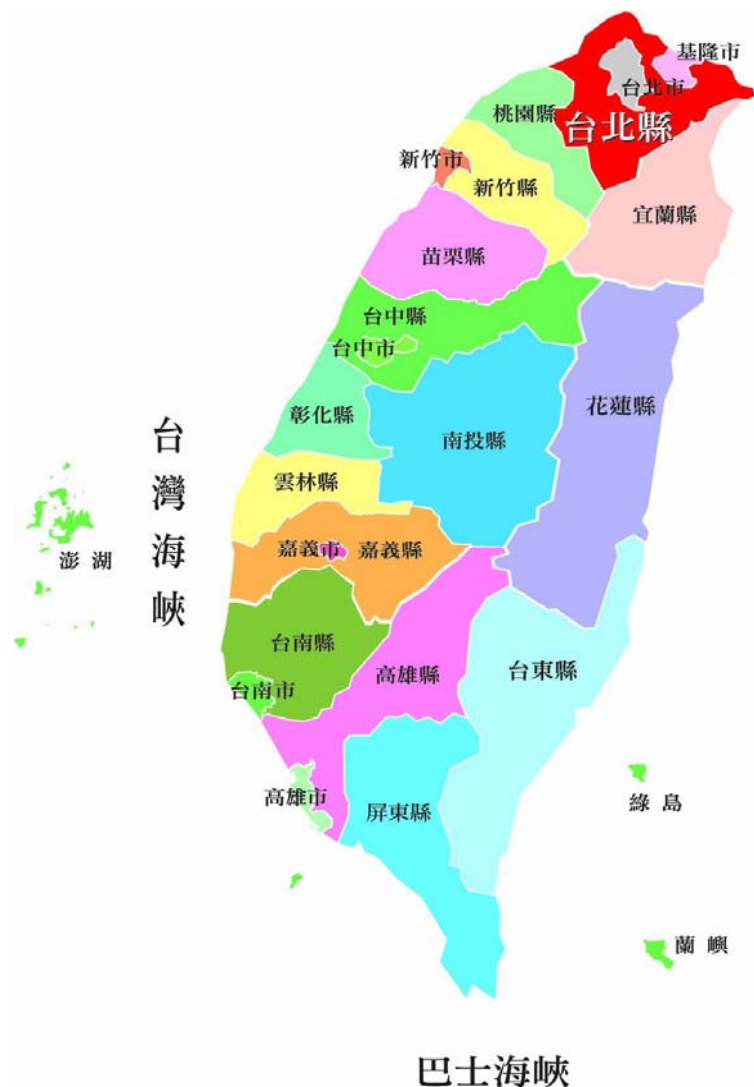 基隆市
台北市
桃園縣
台北縣
新竹市
新竹縣
宜蘭縣
苗栗縣
台中縣
台中市
彰化縣
南投縣
花蓮縣
台灣海峽
雲林縣
嘉義市
嘉義縣
澎湖
台南縣
高雄縣
台東縣
台南市
高雄市
屏東縣
綠島
蘭嶼
巴士海峽